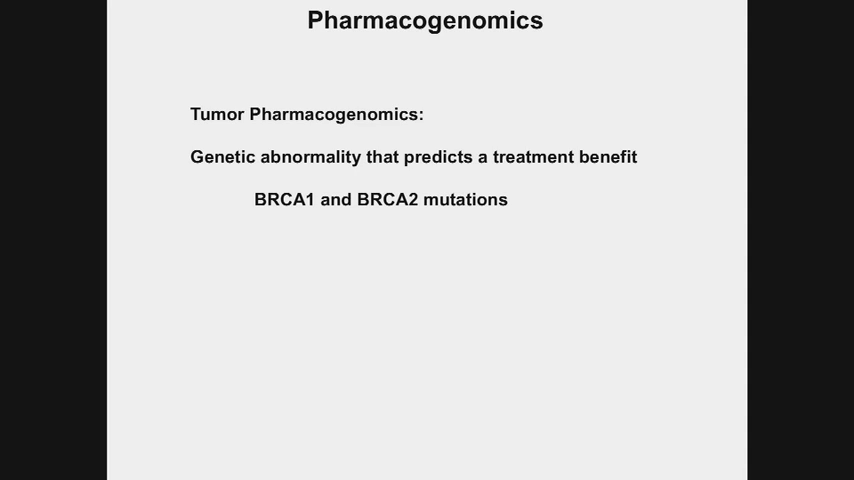 Pharmacogenomics
Tumor Pharmacogenomics:
Genetic abnormality that predicts a treatment benefit
BRCA1 and BRCA2 mutations